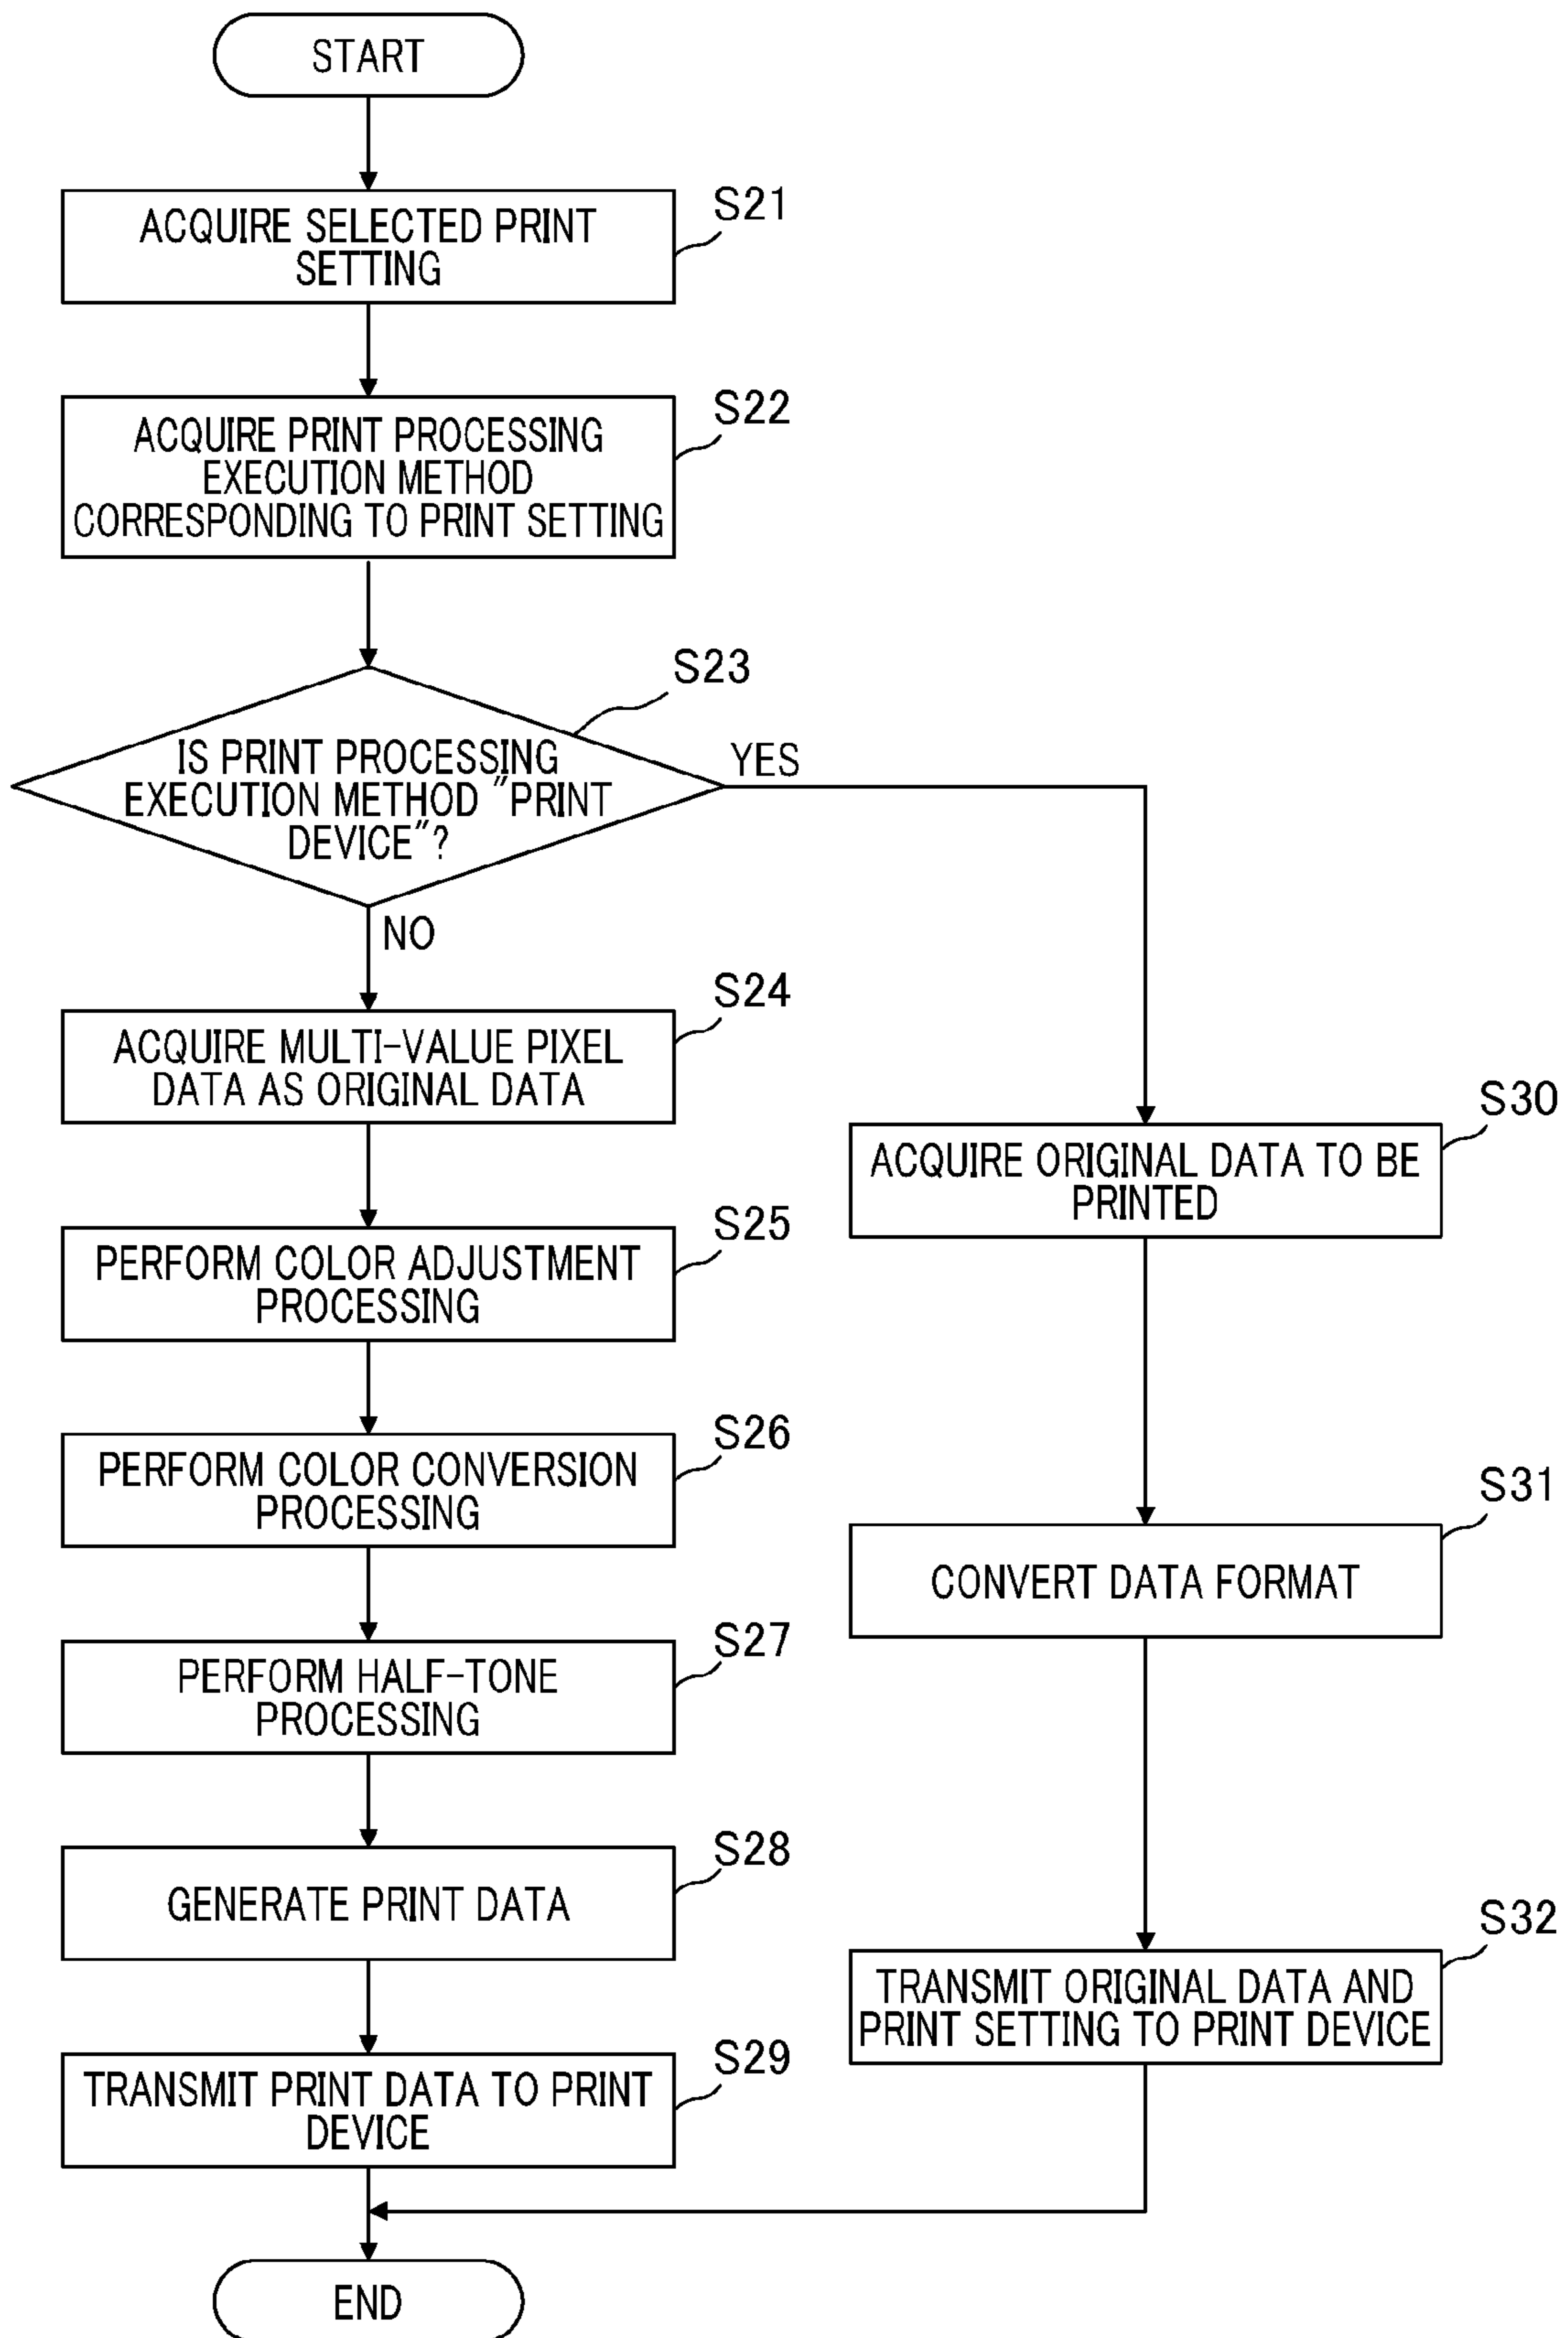 START
S21
ACQUIRE SELECTED PRINT
SETTING
S22
ACQUIRE PRINT PROCESSING
EXECUTION METHOD
CORRESPONDING TO PRINT SETTING
S23
IS PRINT PROCESSING
EXECUTION METHOD "PRINT
DEVICE"?
YES
NO
S24
ACQUIRE MULTI-VALUE PIXEL
DATA AS ORIGINAL DATA
S25
PERFORM COLOR ADJUSTMENT
PROCESSING
S26
PERFORM COLOR CONVERSION
PROCESSING
S27
PERFORM HALF-TONE
PROCESSING
S28
GENERATE PRINT DATA
S29
TRANSMIT PRINT DATA TO PRINT
DEVICE
S30
ACQUIRE ORIGINAL DATA TO BE
PRINTED
S31
CONVERT DATA FORMAT
S32
TRANSMIT ORIGINAL DATA AND
PRINT SETTING TO PRINT DEVICE
END